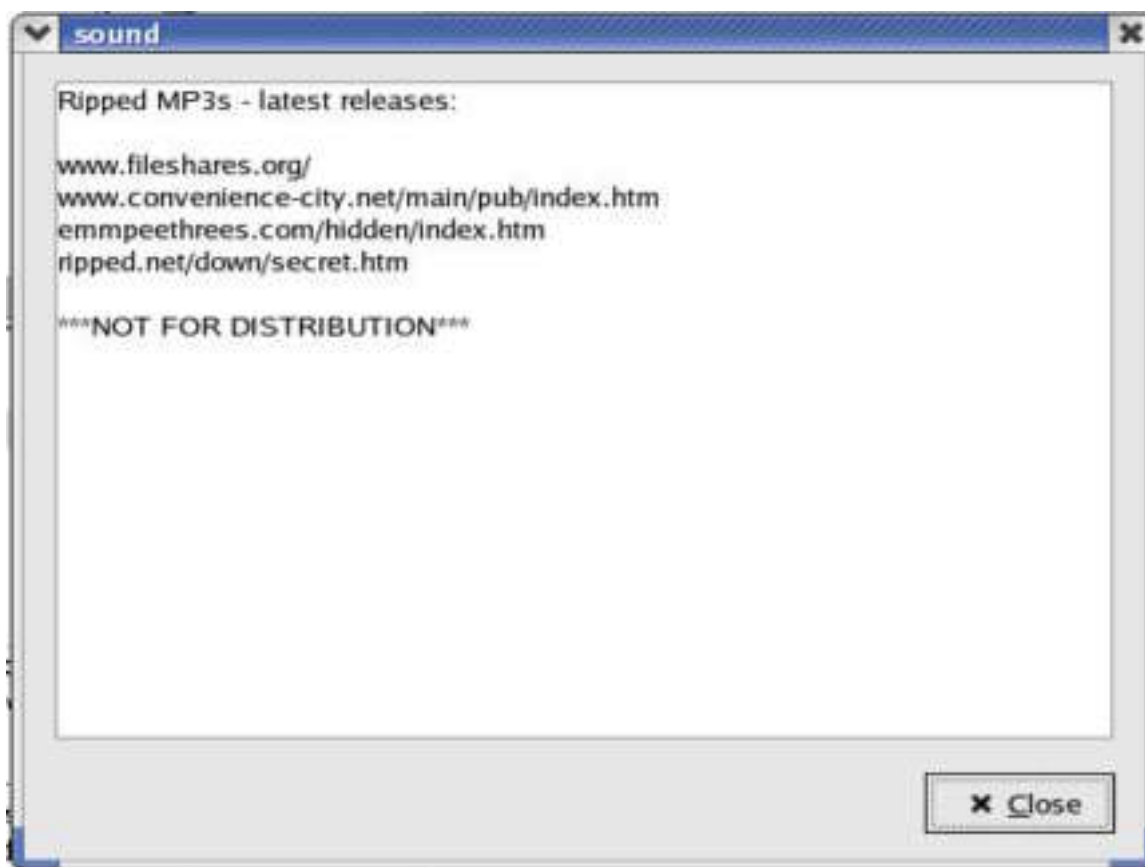 sound
Ripped MP3s - latest releases:
www.fileshares.org/
www.convenience-city.net/main/pub/index.htm
emmpeethrees.com/hidden/index.htm
ripped.net/down/secret.htm
***NOT FOR DISTRIBUTION***
Close